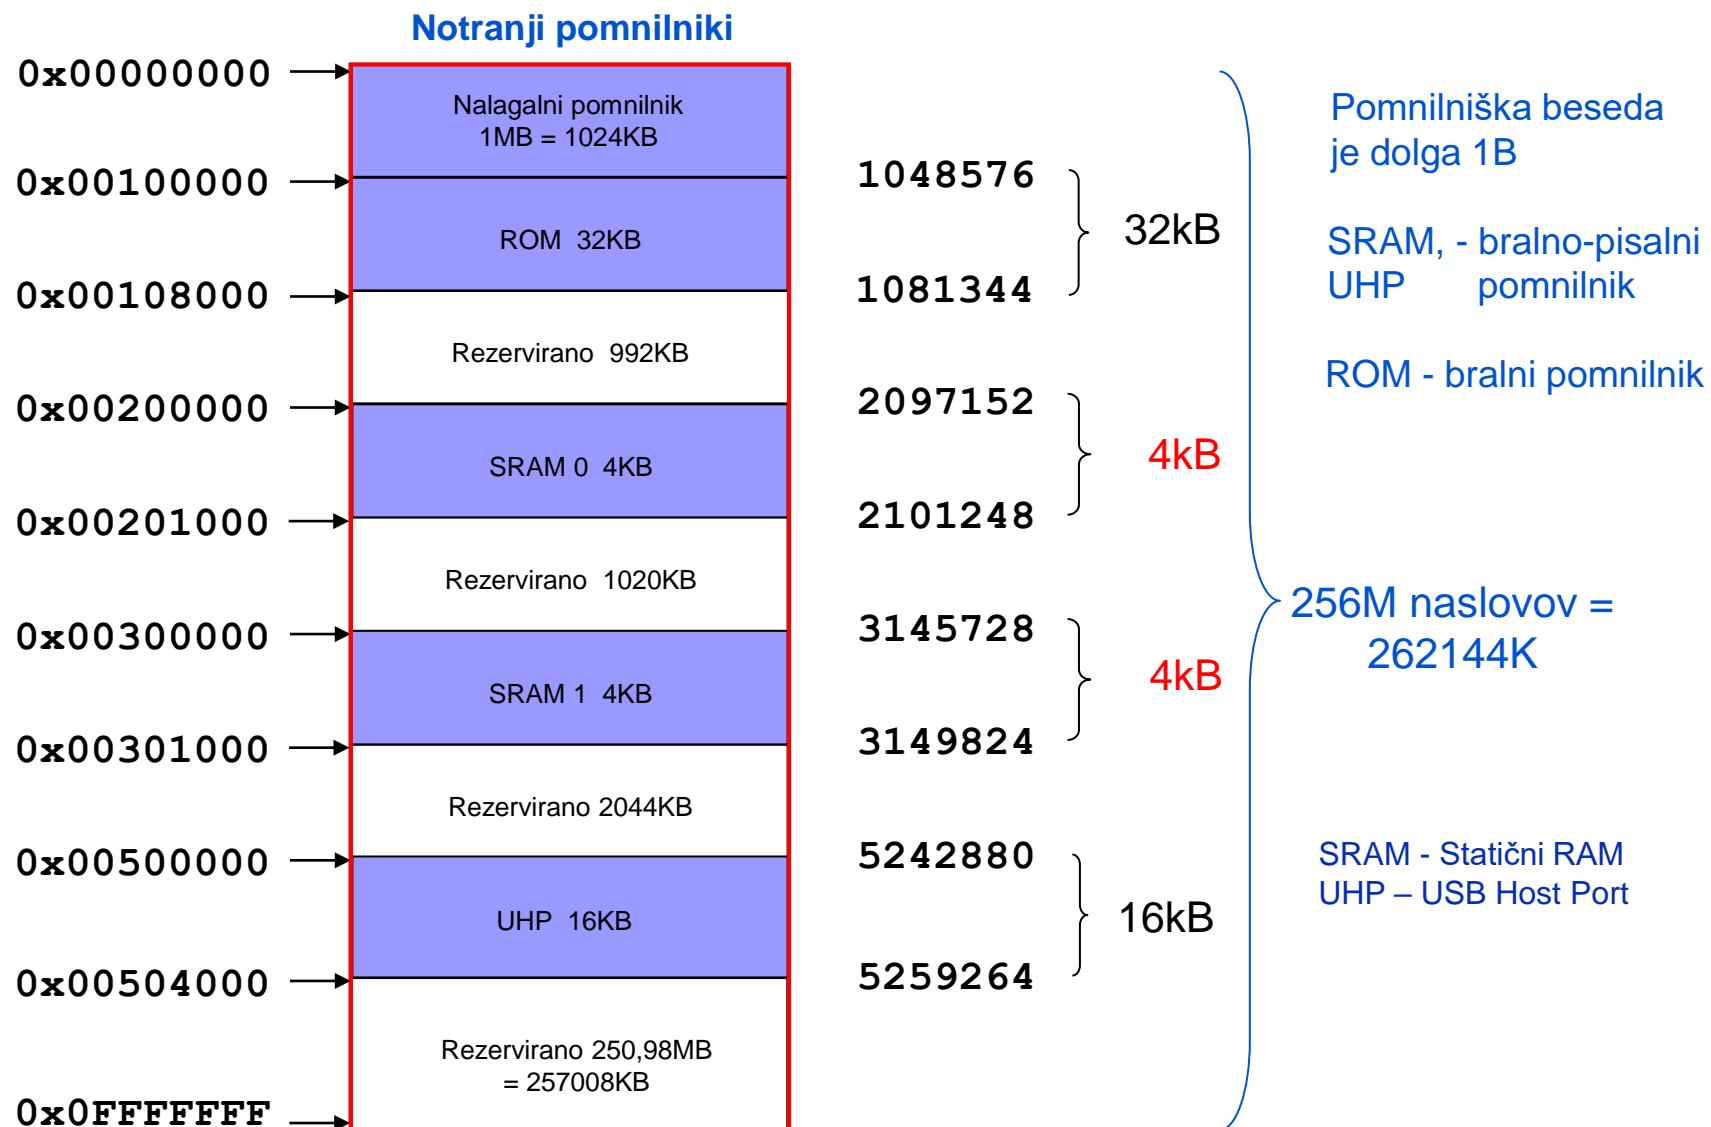 Notranji pomnilniki
0x00000000
Nalagalni pomnilnik
1MB = 1024KB
0x00100000
ROM 32KB
0x00108000
Rezervirano 992KB
0x00200000
SRAM 0 4KB
0x00201000
Rezervirano 1020KB
0x00300000
SRAM 1 4KB
0x00301000
Rezervirano 2044KB
0x00500000
UHP 16KB
0x00504000
Rezervirano 250,98MB
= 257008KB
0x0FFFFFFF
1048576
32kB
1081344
2097152
4kB
2101248
3145728
4kB
3149824
5242880
16kB
5259264
Pomnilniška beseda
je dolga 1B
SRAM, - bralno-pisalni
UHP pomnilnik
ROM - bralni pomnilnik
256M naslovov =
262144K
SRAM - Statični RAM
UHP – USB Host Port